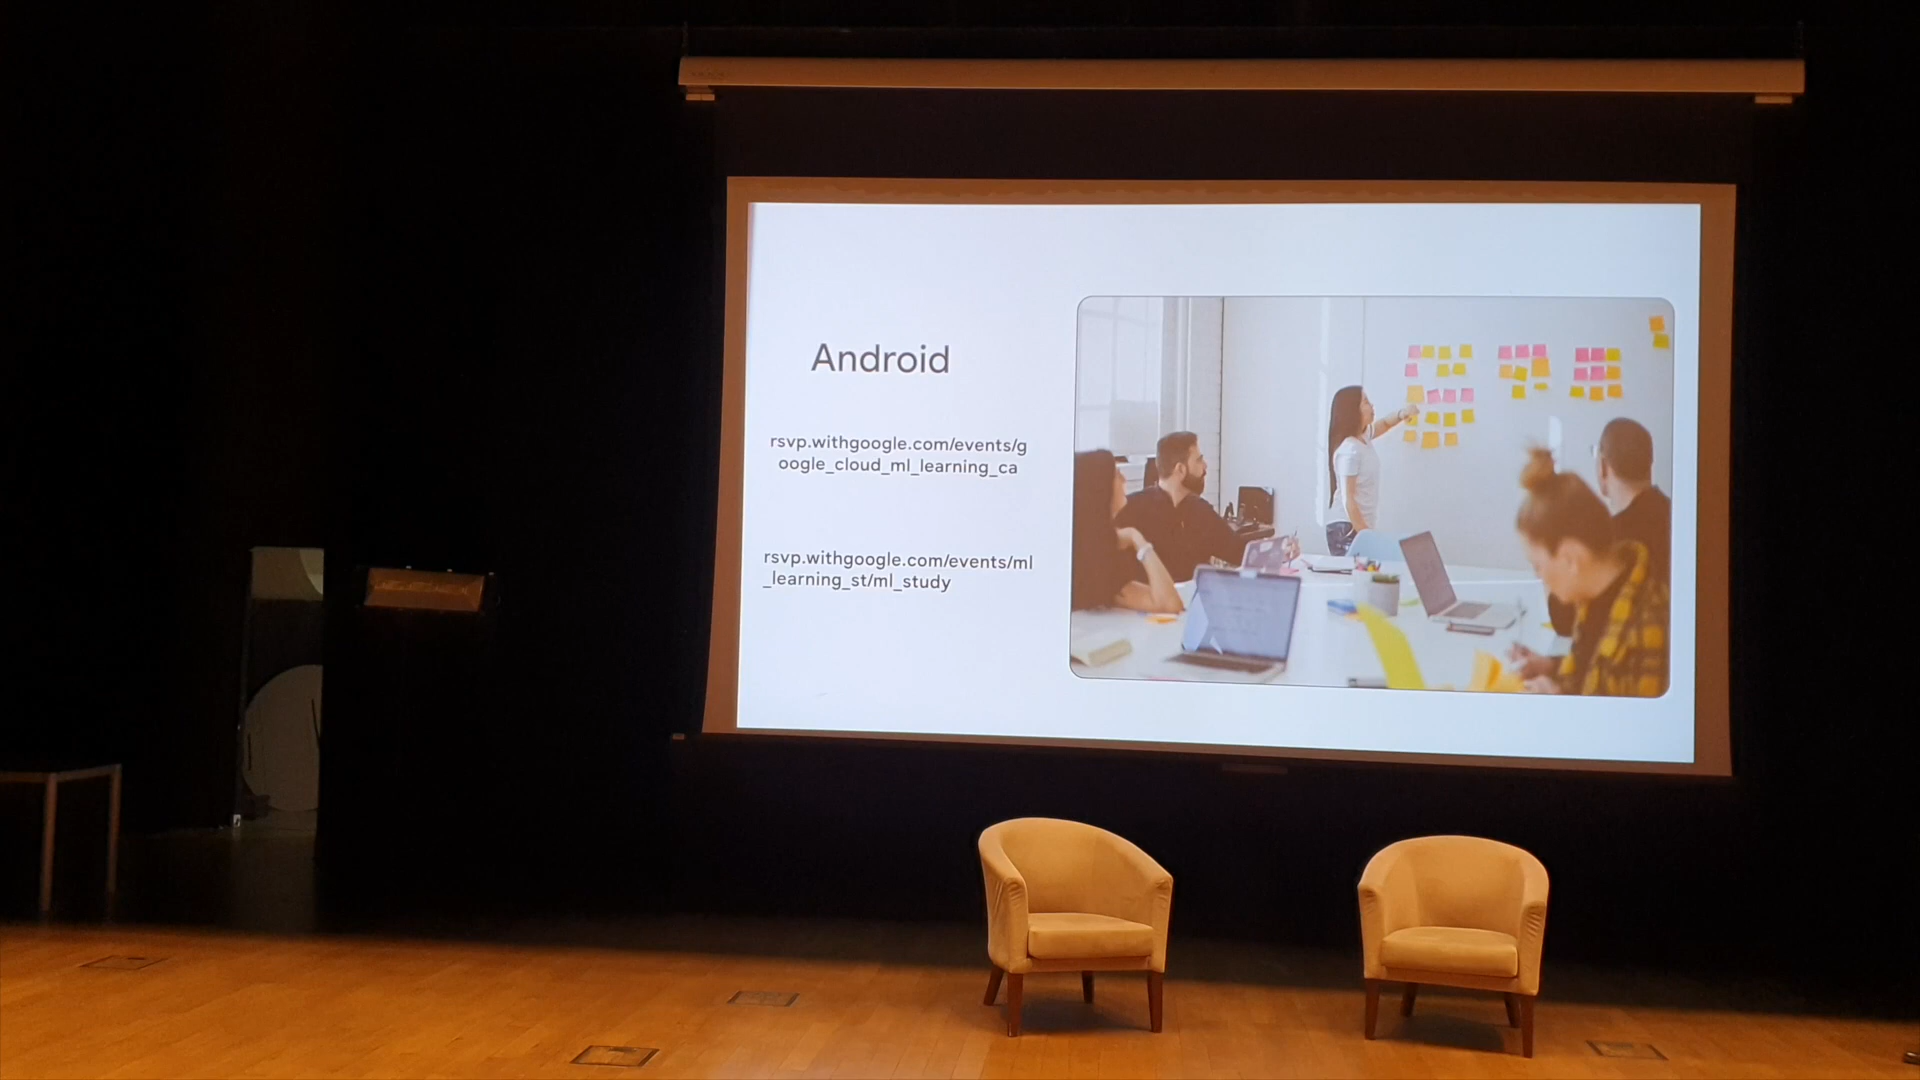 Android
rsvp.withgoogle.com/events/g
oogle_cloud_ml_learning_ca
rsvp.withgoogle.com/events/ml
_learning_st/ml_study